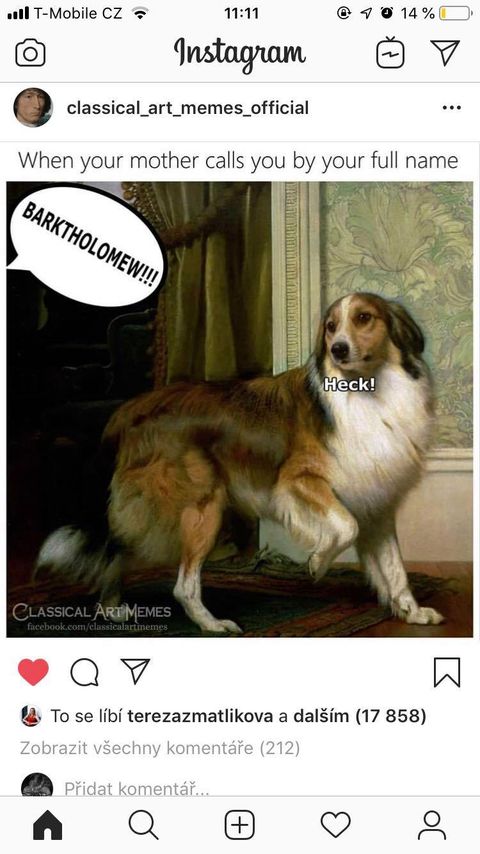 T-Mobile CZ 11:11 14 %
Instagram
classical_art_memes_official
When your mother calls you by your full name
BARKTHOLOMEW!!!
Heck!
CLASSICAL ART MEMES
facebook.com/classicalartmemes
To se líbí terezazmatlikova a dalším (17 858)
Zobrazit všechny komentáře (212)
Přidat komentář...